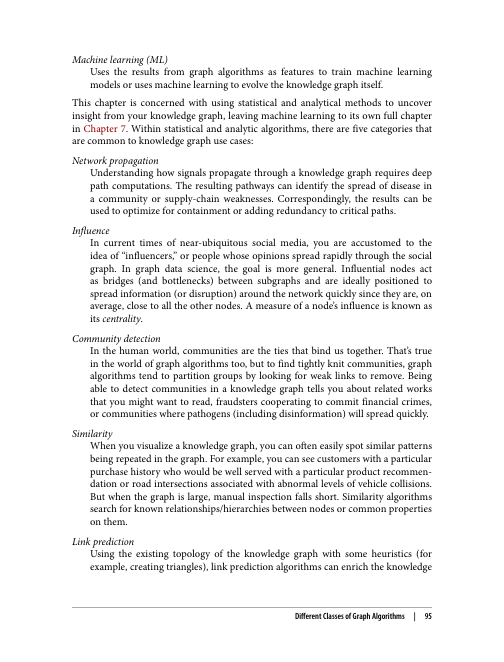 Machine learning (ML)
Uses the results from graph algorithms as features to train machine learning
models or uses machine learning to evolve the knowledge graph itself.
This chapter is concerned with using statistical and analytical methods to uncover
insight from your knowledge graph, leaving machine learning to its own full chapter
in Chapter 7. Within statistical and analytic algorithms, there are five categories that
are common to knowledge graph use cases:
Network propagation
Understanding how signals propagate through a knowledge graph requires deep
path computations. The resulting pathways can identify the spread of disease in
a community or supply-chain weaknesses. Correspondingly, the results can be
used to optimize for containment or adding redundancy to critical paths.
Influence
In current times of near-ubiquitous social media, you are accustomed to the
idea of “influencers,” or people whose opinions spread rapidly through the social
graph. In graph data science, the goal is more general. Influential nodes act
as bridges (and bottlenecks) between subgraphs and are ideally positioned to
spread information (or disruption) around the network quickly since they are, on
average, close to all the other nodes. A measure of a node’s influence is known as
its centrality.
Community detection
In the human world, communities are the ties that bind us together. That’s true
in the world of graph algorithms too, but to find tightly knit communities, graph
algorithms tend to partition groups by looking for weak links to remove. Being
able to detect communities in a knowledge graph tells you about related works
that you might want to read, fraudsters cooperating to commit financial crimes,
or communities where pathogens (including disinformation) will spread quickly.
Similarity
When you visualize a knowledge graph, you can often easily spot similar patterns
being repeated in the graph. For example, you can see customers with a particular
purchase history who would be well served with a particular product recommen-
dation or road intersections associated with abnormal levels of vehicle collisions.
But when the graph is large, manual inspection falls short. Similarity algorithms
search for known relationships/hierarchies between nodes or common properties
on them.
Link prediction
Using the existing topology of the knowledge graph with some heuristics (for
example, creating triangles), link prediction algorithms can enrich the knowledge
Different Classes of Graph Algorithms | 95